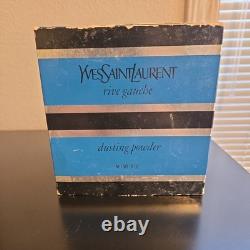 YVESSAINTLAURENT
rive gauche
dusting powder